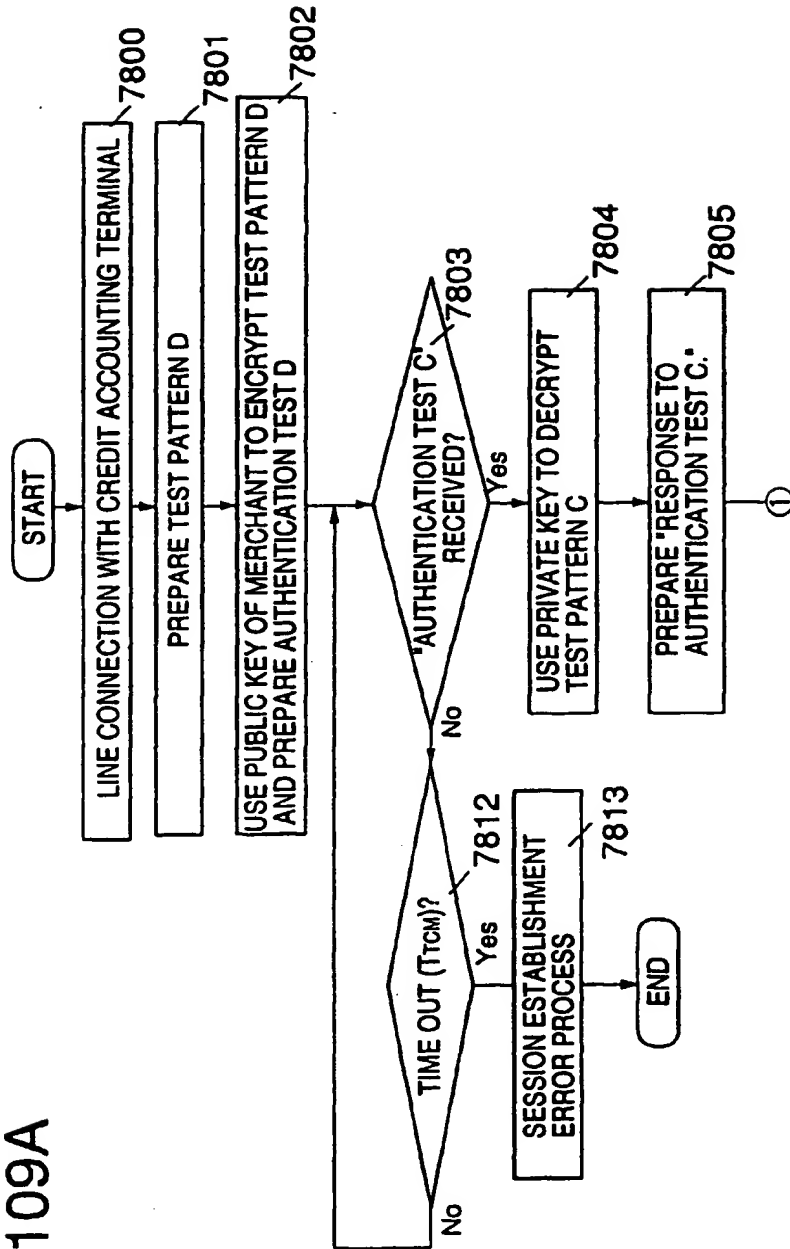 109A
START
LINE CONNECTION WITH CREDIT ACCOUNTING TERMINAL
7800
PREPARE TEST PATTERN D
7801
USE PUBLIC KEY OF MERCHANT TO ENCRYPT TEST PATTERN D
AND PREPARE AUTHENTICATION TEST D
7802
"AUTHENTICATION TEST C"
RECEIVED?
7803
No
Yes
TIME OUT (TTCM)?
7812
No
Yes
SESSION ESTABLISHMENT
ERROR PROCESS
7813
END
USE PRIVATE KEY TO DECRYPT
TEST PATTERN C
7804
PREPARE "RESPONSE TO
AUTHENTICATION TEST C."
7805
1